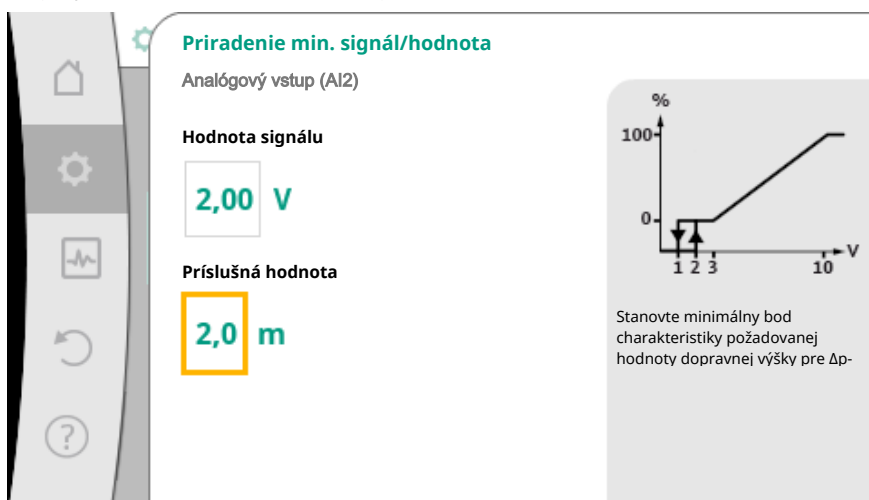 Priradenie min. signál/hodnota
Analógový vstup (AI2)
Hodnota signálu
2,00 V
Príslušná hodnota
2,0 m
%
100
0
1 2 3 10 V
Stanovte minimálny bod
charakteristiky požadovanej
hodnoty dopravnej výšky pre Δp-
?